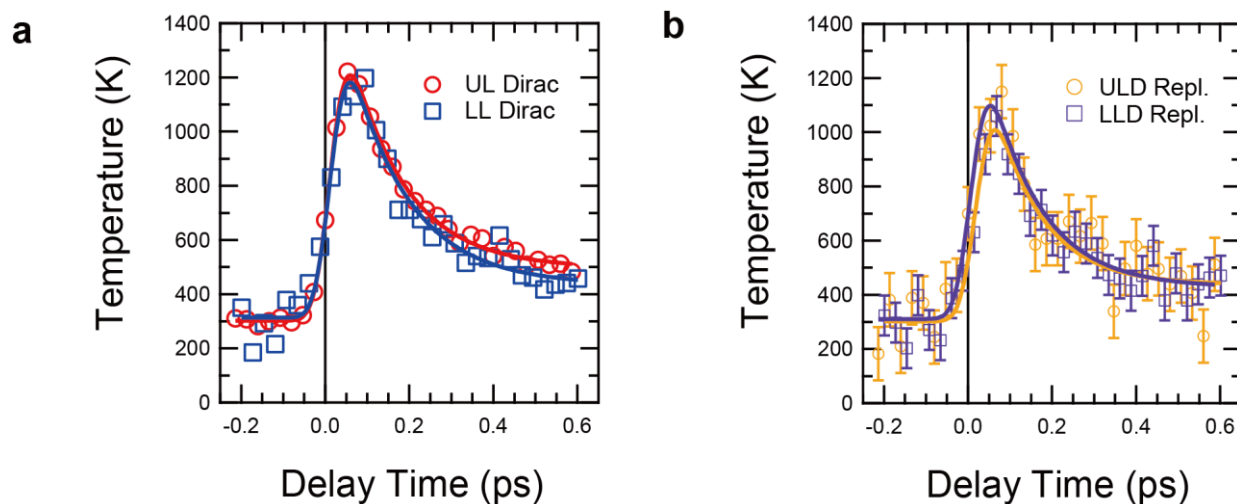 a
Temperature (K)
1400
1200
1000
800
600
400
200
0
-0.2
0.0
0.2
0.4
0.6
Delay Time (ps)
UL Dirac
LL Dirac
b
Temperature (K)
1400
1200
1000
800
600
400
200
0
-0.2
0.0
0.2
0.4
0.6
Delay Time (ps)
ULD Repl.
LLD Repl.